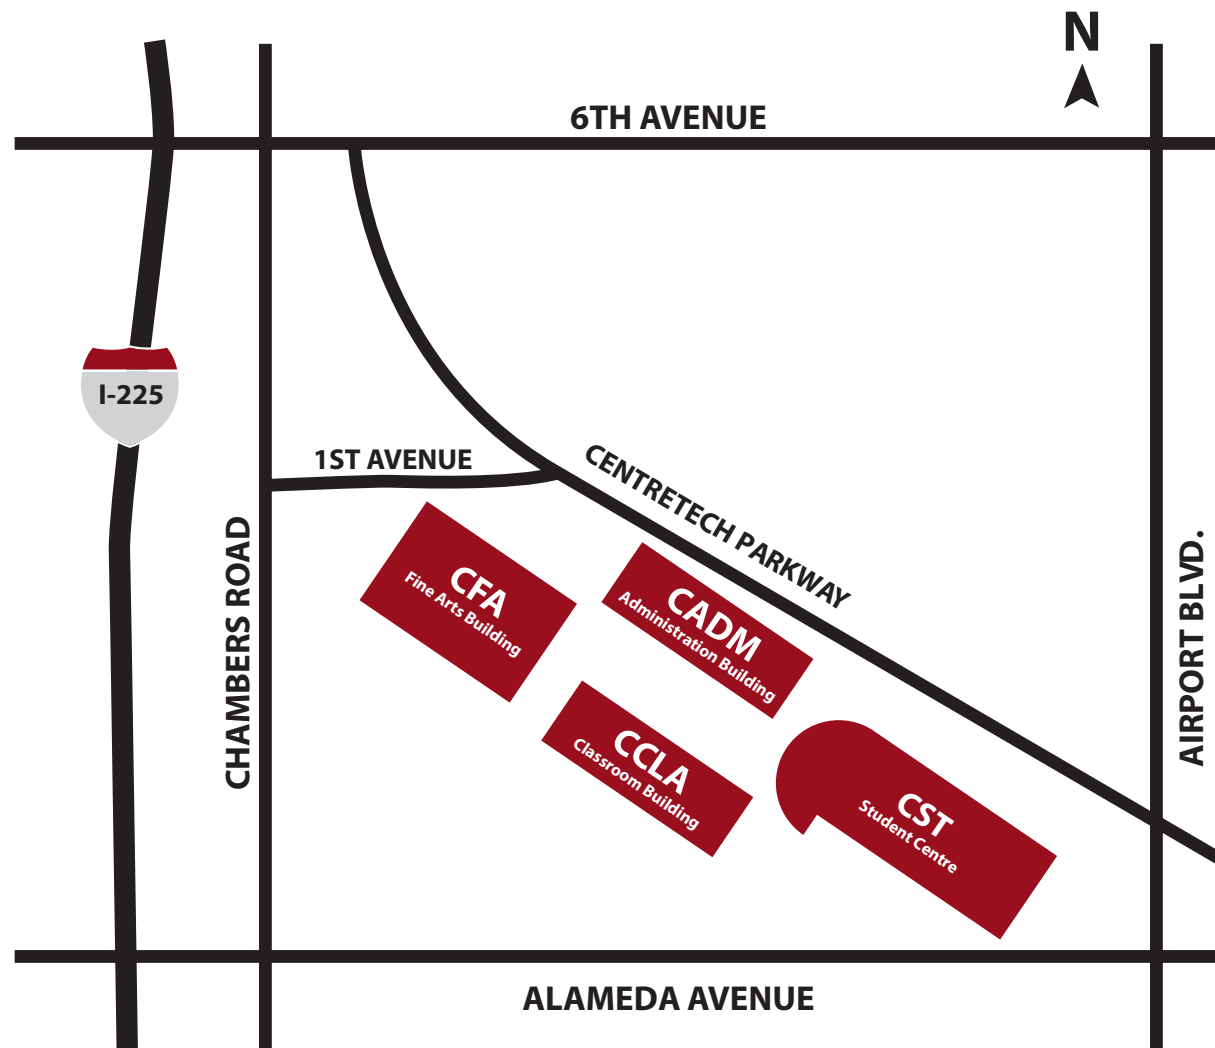 N
6TH AVENUE
I-225
1ST AVENUE
CENTRETECH PARKWAY
CHAMBERS ROAD
AIRPORT BLVD.
CFA
Fine Arts Building
CADM
Administration Building
CCLA
Classroom Building
CST
Student Centre
ALAMEDA AVENUE